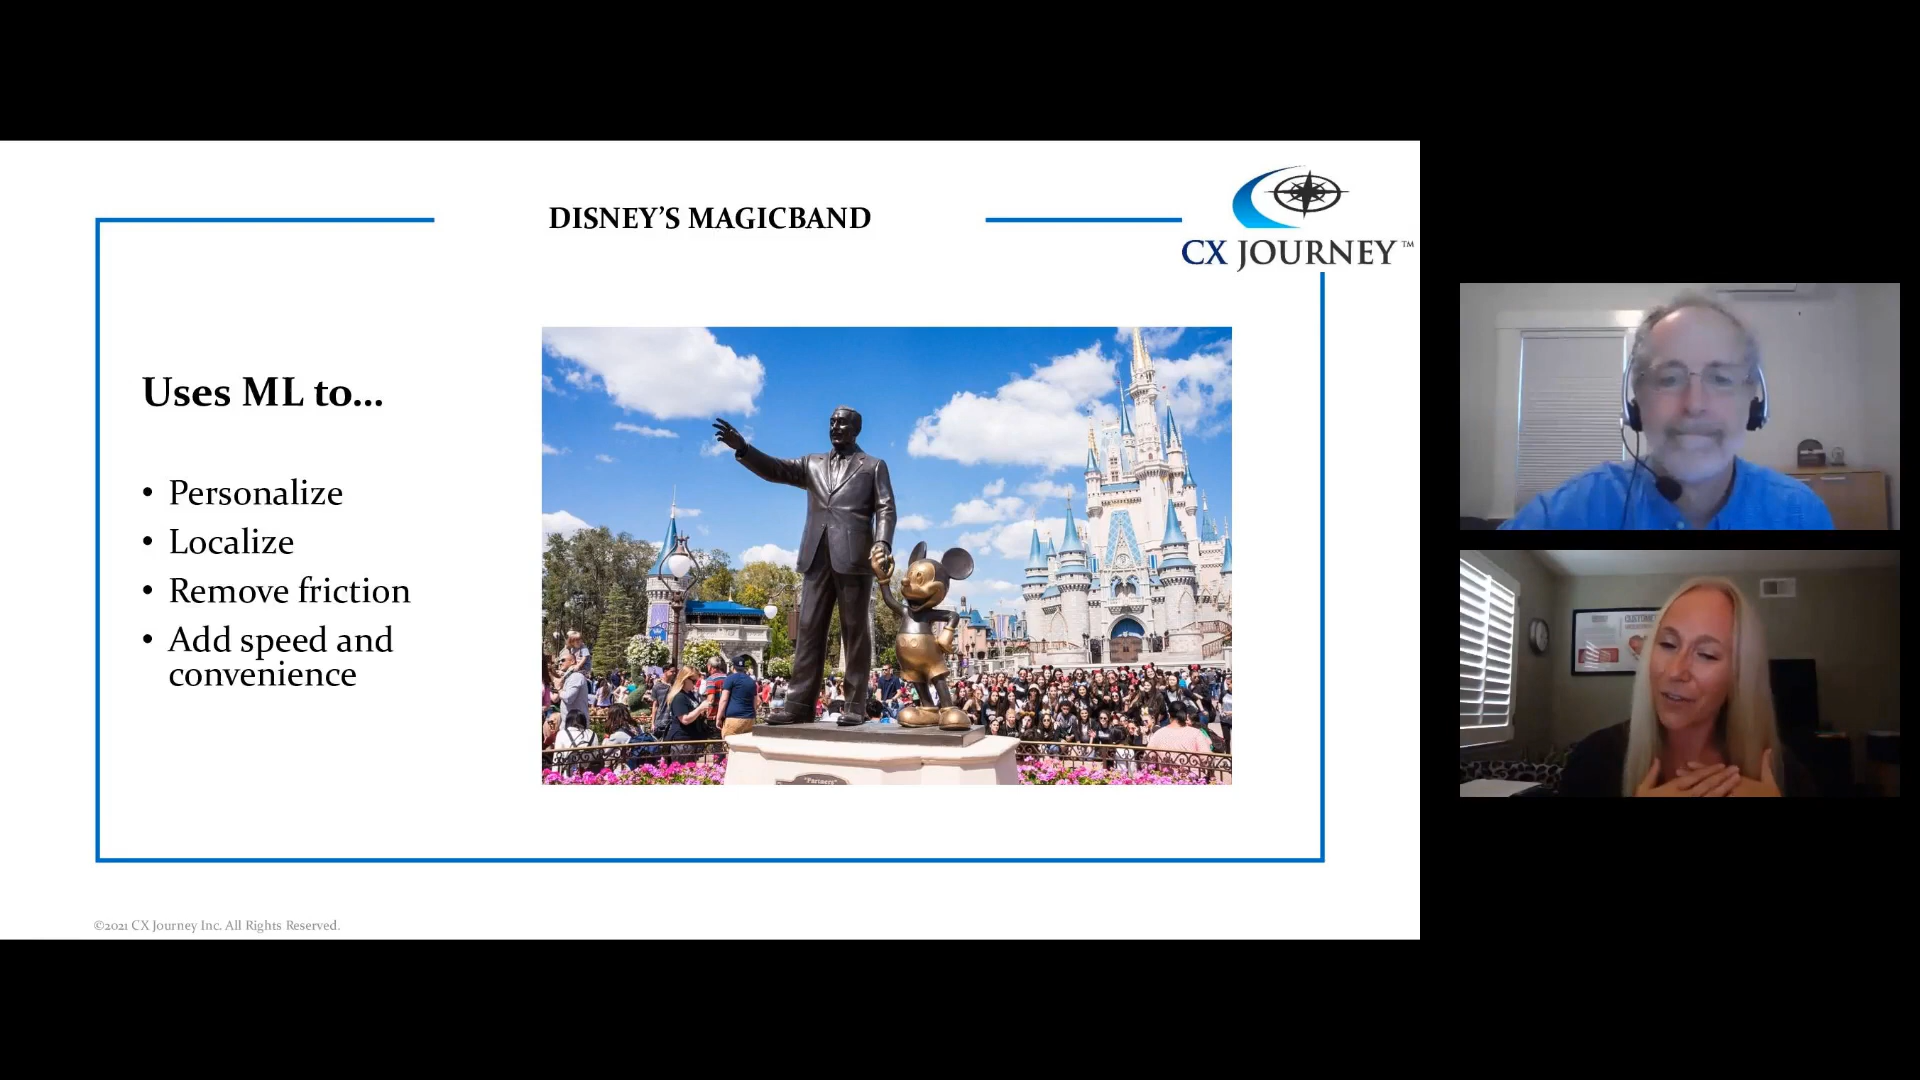 DISNEY’S MAGICBAND
CX JOURNEY™
Uses ML to...
• Personalize
• Localize
• Remove friction
• Add speed and
convenience
"Partners"
©2021 CX Journey Inc. All Rights Reserved.